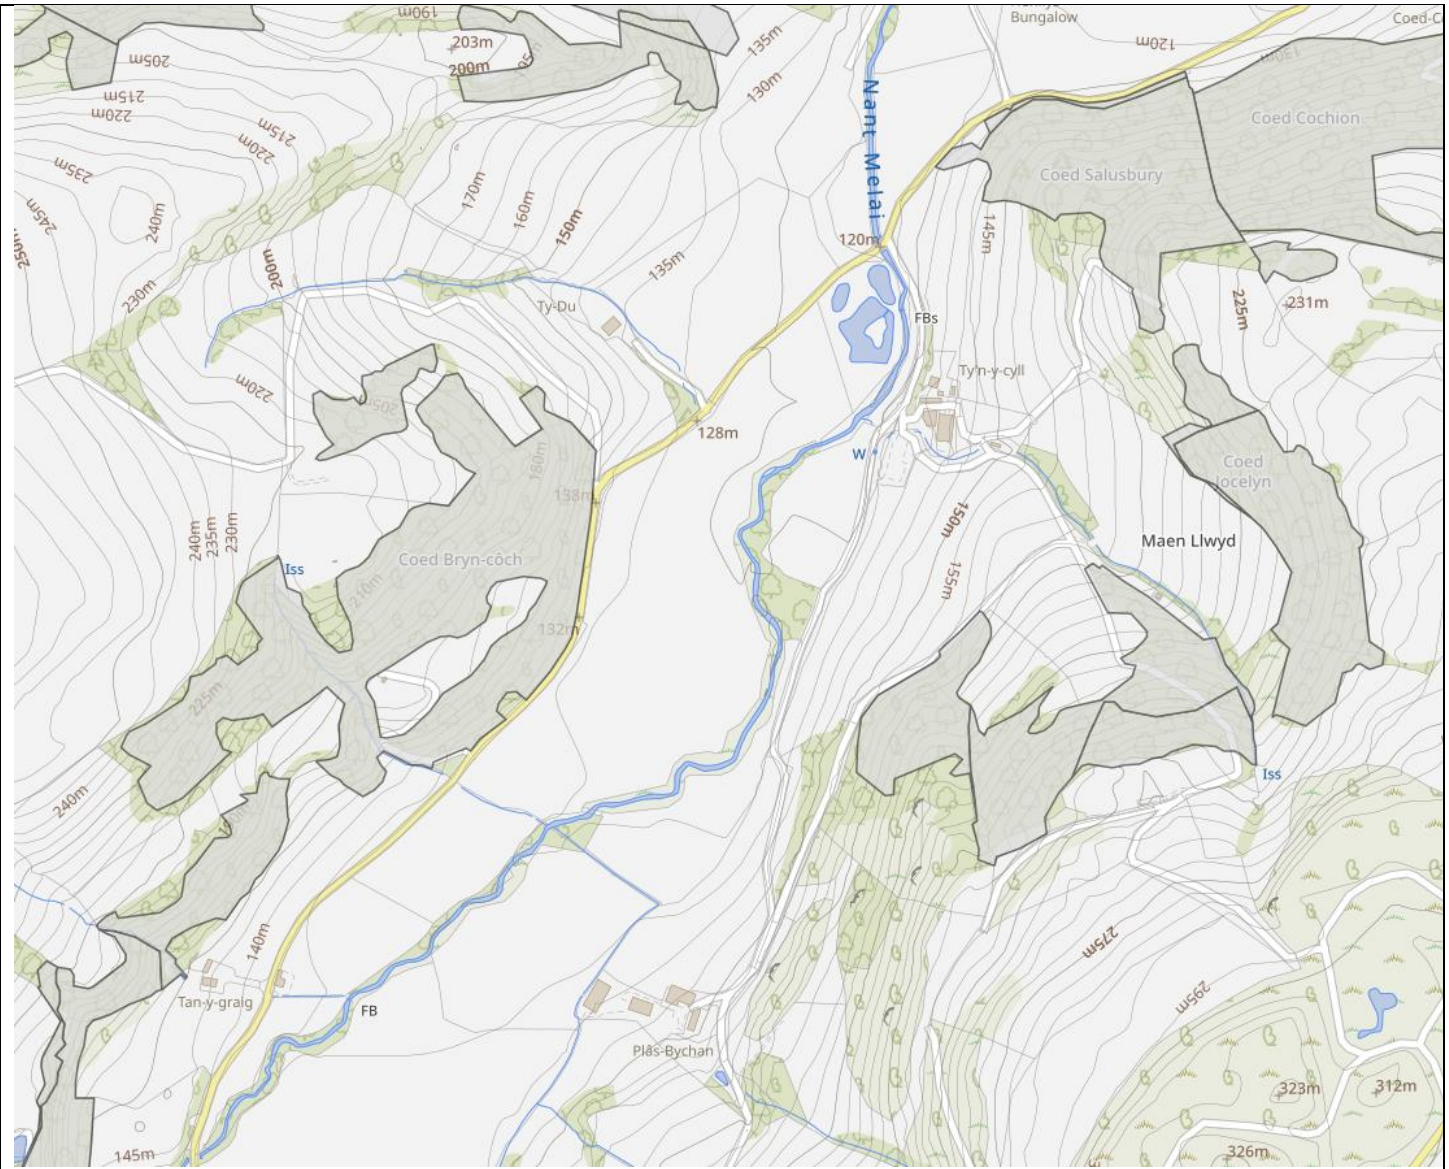 190m
Bungalow
135m
120m
203m
205m
200m
130m
130m
215m
220m
215m
220m
Coed Cochion
235m
170m
160m
150m
Nant Melai
Coed Salusbury
240m
245m
145m
120m
135m
200m
230m
Ty-Du
FBs
225m
231m
220m
205m
Ty'n-y-cyll
128m
W
180m
138m
Coed
Jocelyn
240m
235m
230m
150m
Maen Llwyd
Coed Bryn-côch
Iss
210m
155m
132m
225m
Iss
240m
140m
275m
295m
Tan-y-graig
FB
Plâs-Bychan
323m
312m
145m
326m